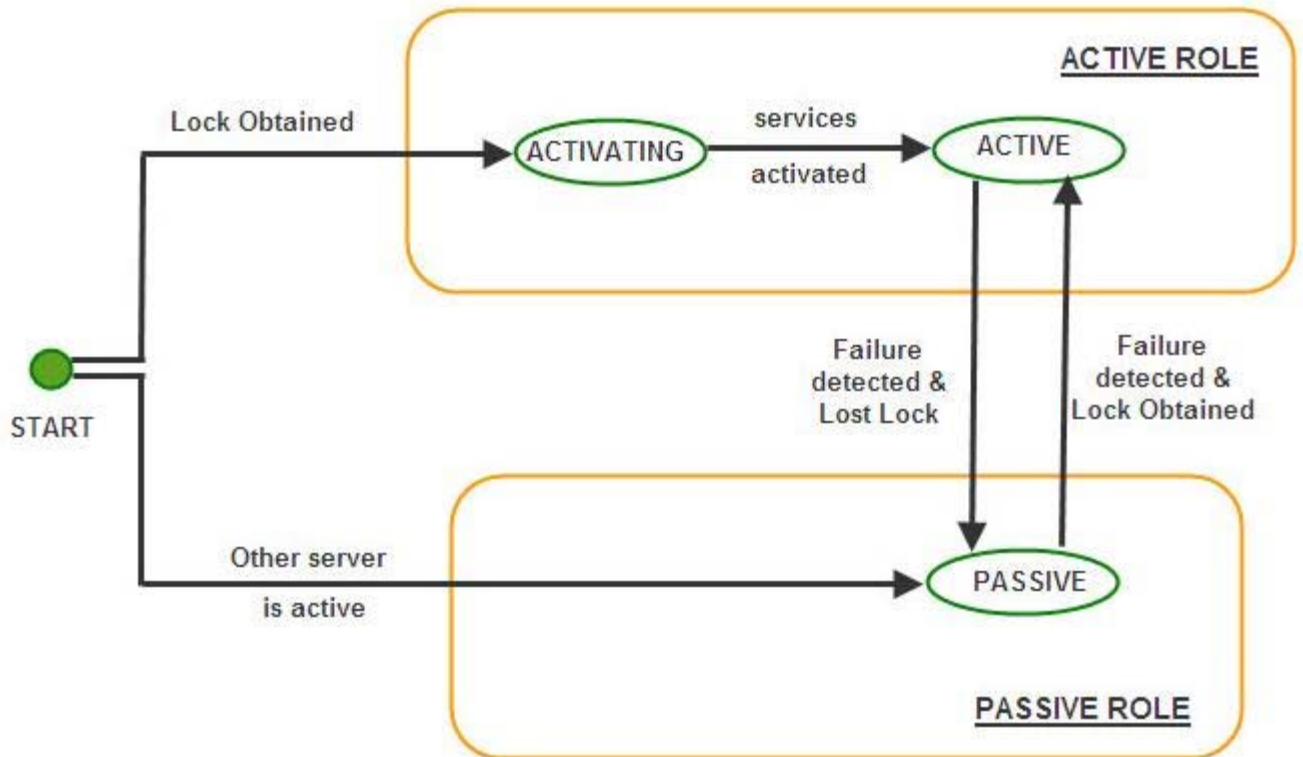 ACTIVE ROLE
Lock Obtained
services
ACTIVATING
ACTIVE
activated
Failure
detected &
Lost Lock
Failure
detected &
Lock Obtained
START
Other server
is active
PASSIVE
PASSIVE ROLE